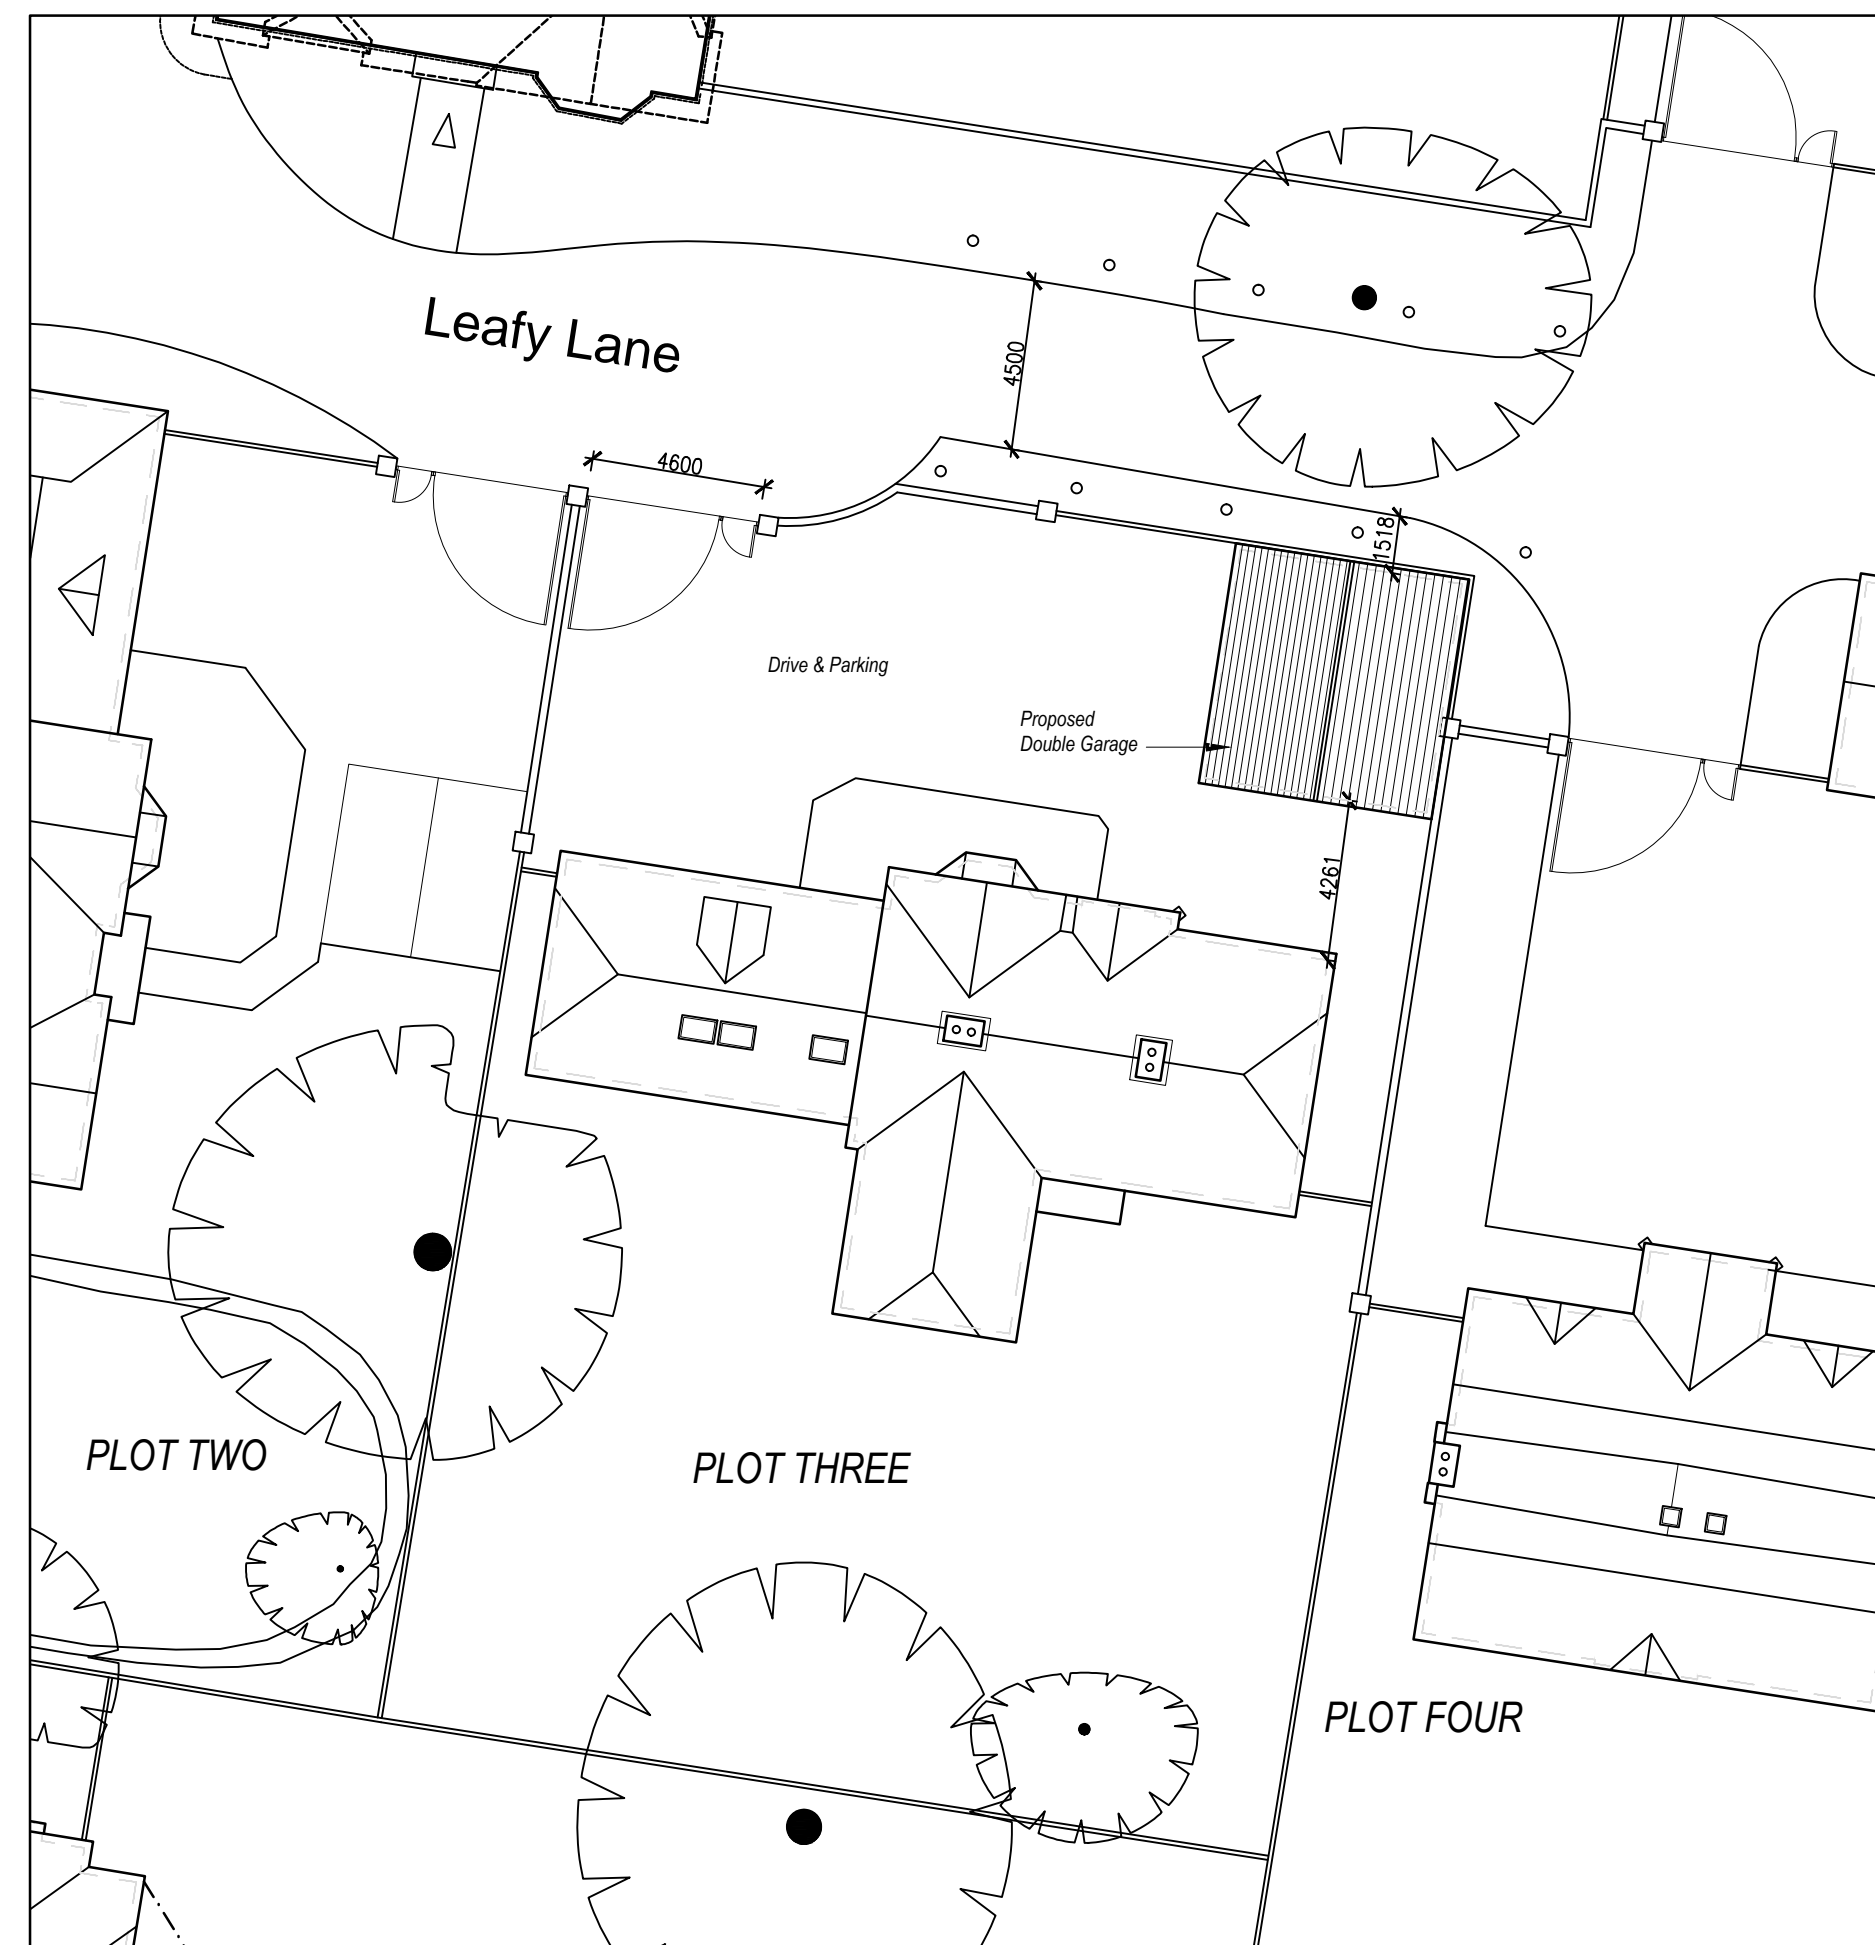 Leafy Lane
4500
4600
1518
Drive & Parking
Proposed
Double Garage
4261
PLOT TWO
PLOT THREE
PLOT FOUR